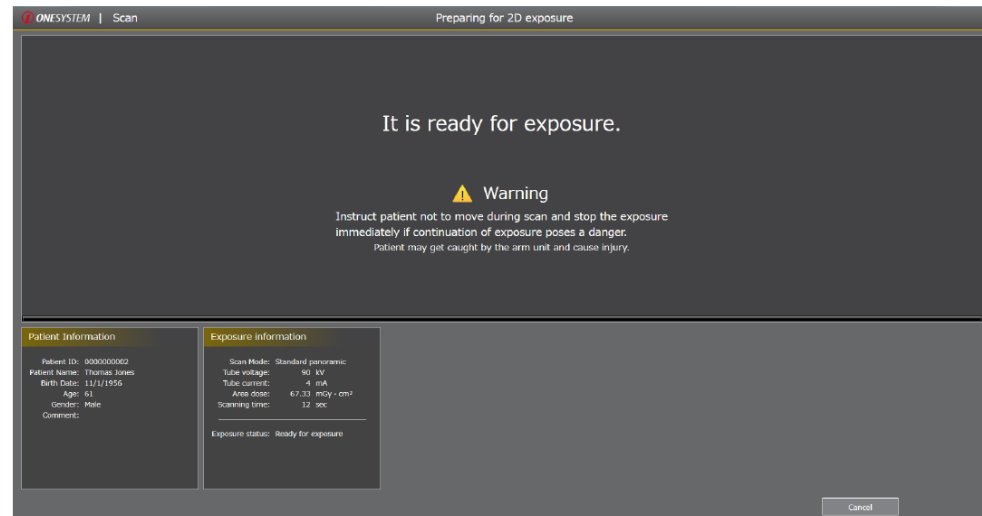 ONESYSTEM | Scan
Preparing for 2D exposure
It is ready for exposure.
Warning
Instruct patient not to move during scan and stop the exposure
immediately if continuation of exposure poses a danger.
Patient may get caught by the arm unit and cause injury.
Patient Information
Patient ID: 0000000002
Patient Name: Thomas Jones
Birth Date: 11/1/1956
Age: 61
Gender: Male
Comment:
Exposure information
Scan Mode: Standard panoramic
Tube voltage: 90 kV
Tube current: 4 mA
Area dose: 67.33 mGy · cm²
Scanning time: 12 sec
Exposure status: Ready for exposure
Cancel